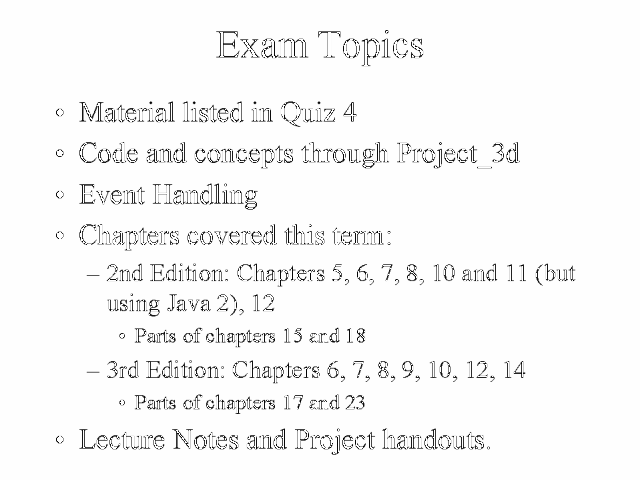 Exam Topics
• Material listed in Quiz 4
• Code and concepts through Project_3d
• Event Handling
• Chapters covered this term:
– 2nd Edition: Chapters 5, 6, 7, 8, 10 and 11 (but
using Java 2), 12
• Parts of chapters 15 and 18
– 3rd Edition: Chapters 6, 7, 8, 9, 10, 12, 14
• Parts of chapters 17 and 23
• Lecture Notes and Project handouts.